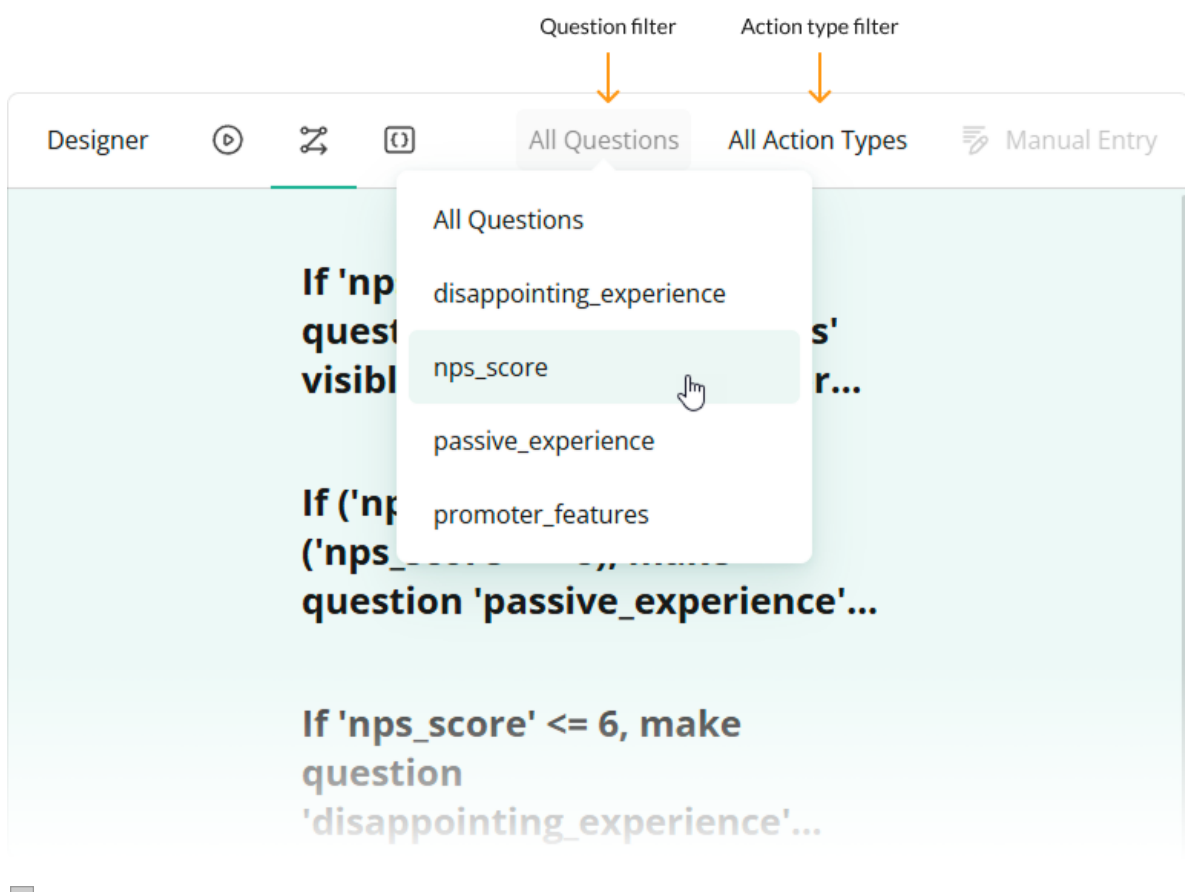 Question filter
Action type filter
Designer
All Questions
All Action Types
Manual Entry
All Questions
disappointing_experience
nps_score
passive_experience
promoter_features
If 'np
quest s'
visibl r...
If ('np
('nps_
question 'passive_experience'...
If 'nps_score' <= 6, make
question
'disappointing_experience'...